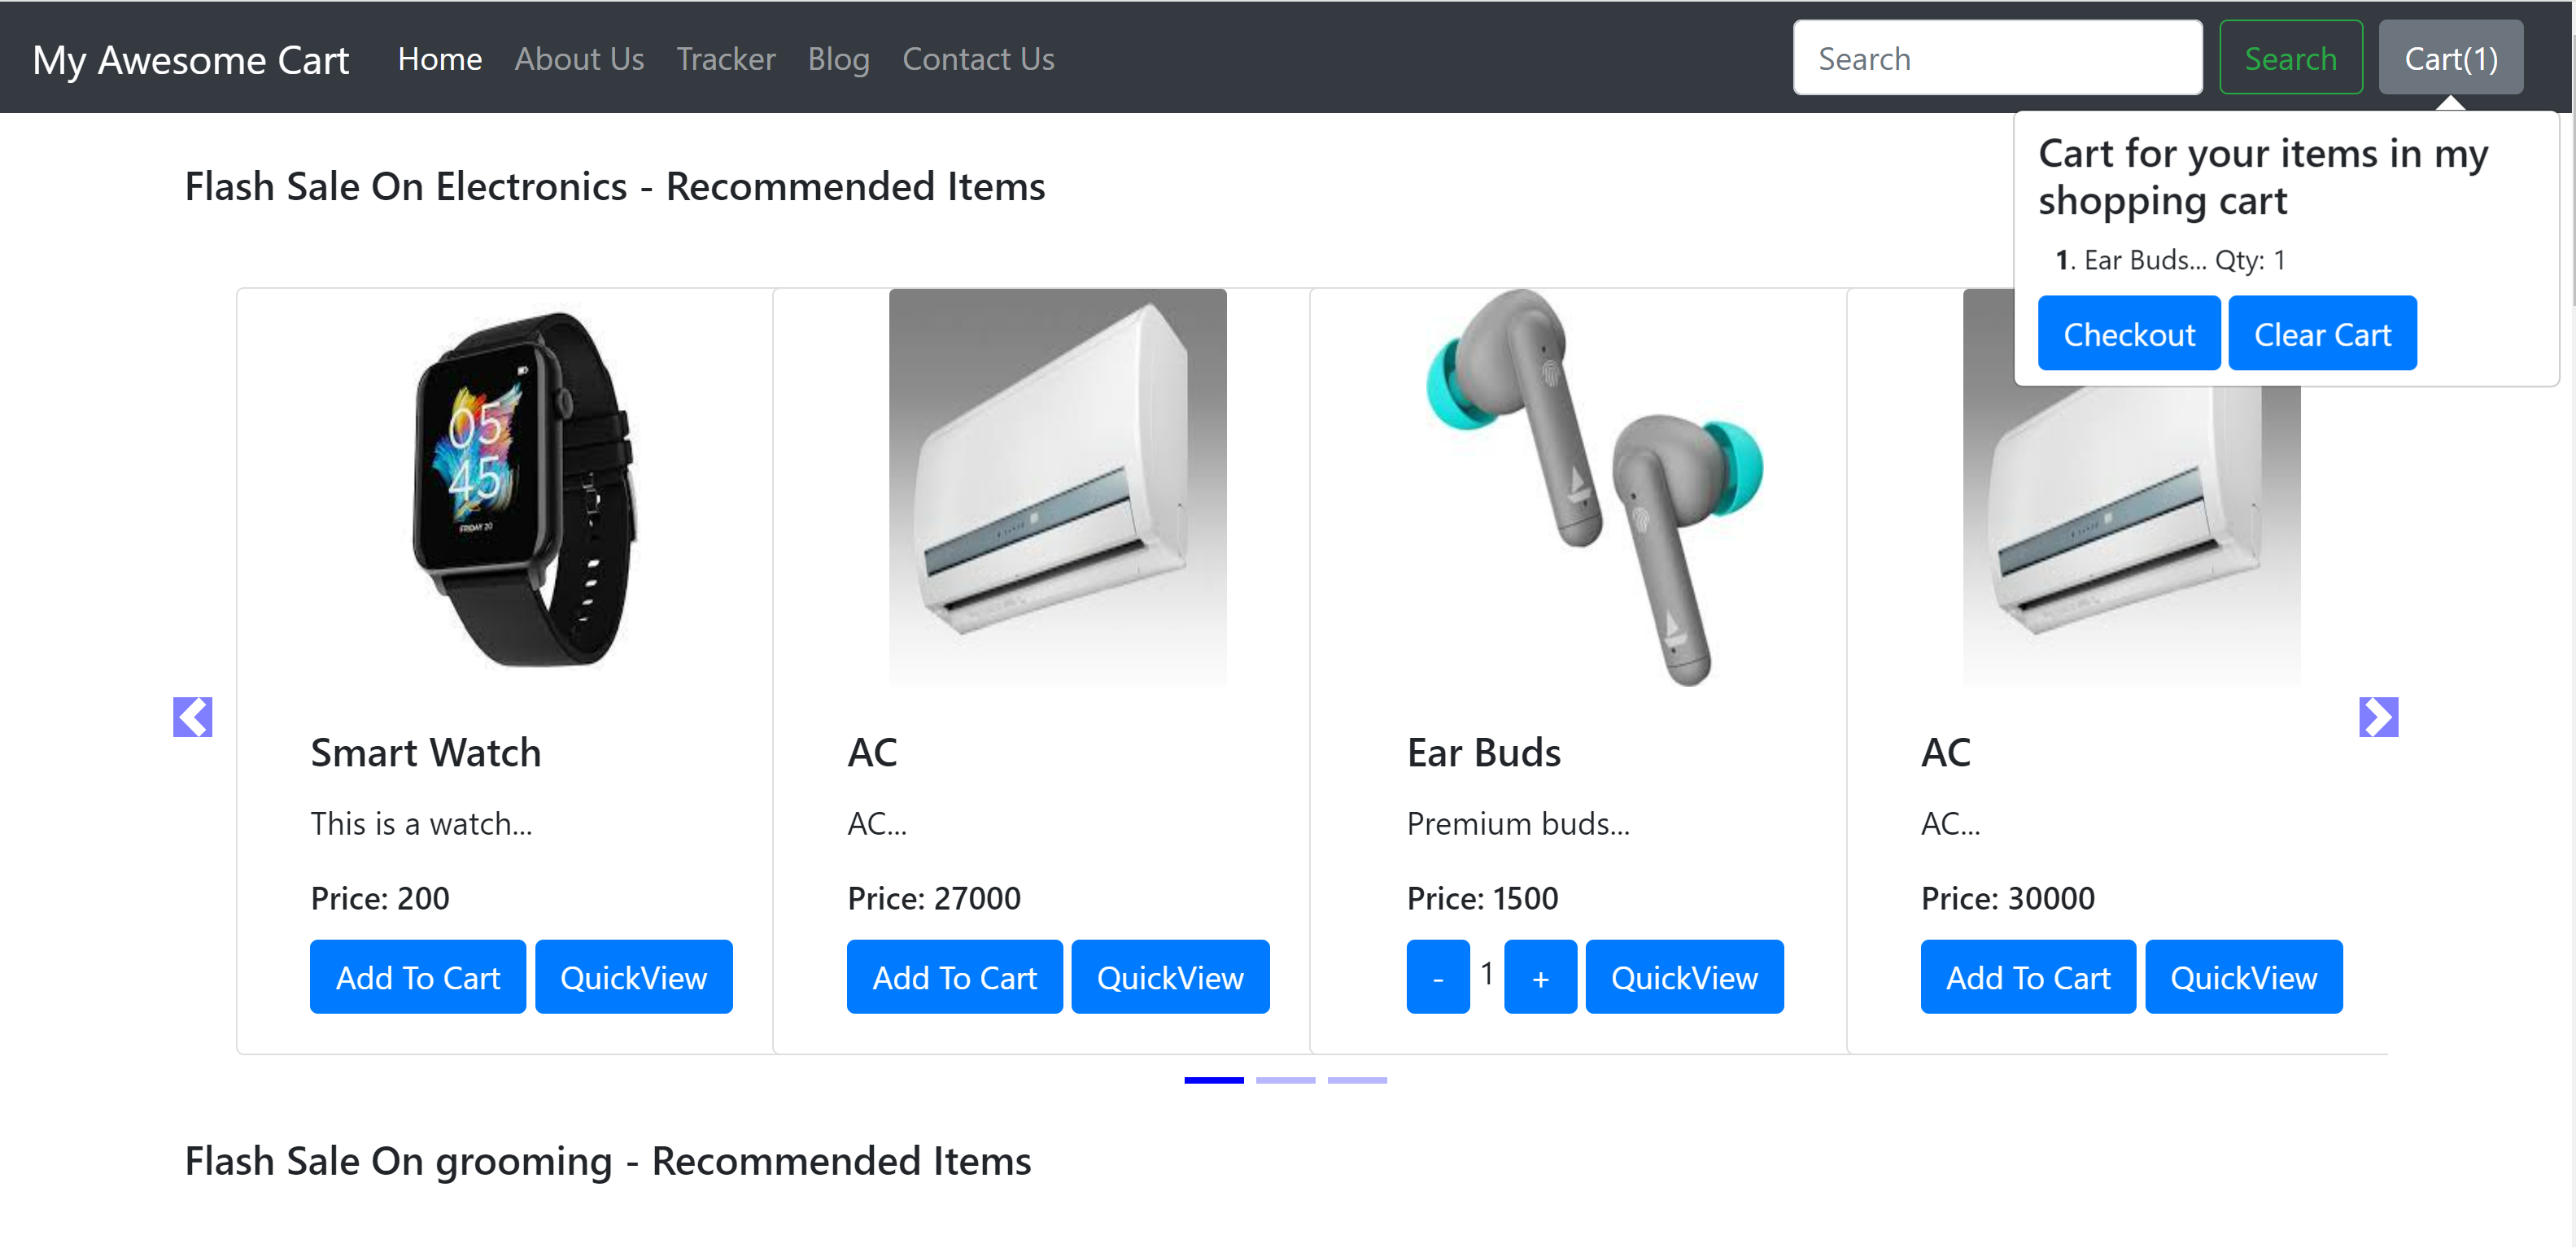 My Awesome Cart Home About Us Tracker Blog Contact Us Search Search Cart(1)
Cart for your items in my
shopping cart
1. Ear Buds... Qty: 1
Checkout Clear Cart
Flash Sale On Electronics - Recommended Items
05
45
FRIDAY 20
Smart Watch
This is a watch...
Price: 200
Add To Cart QuickView
AC
AC...
Price: 27000
Add To Cart QuickView
Ear Buds
Premium buds...
Price: 1500
- 1 + QuickView
AC
AC...
Price: 30000
Add To Cart QuickView
Flash Sale On grooming - Recommended Items